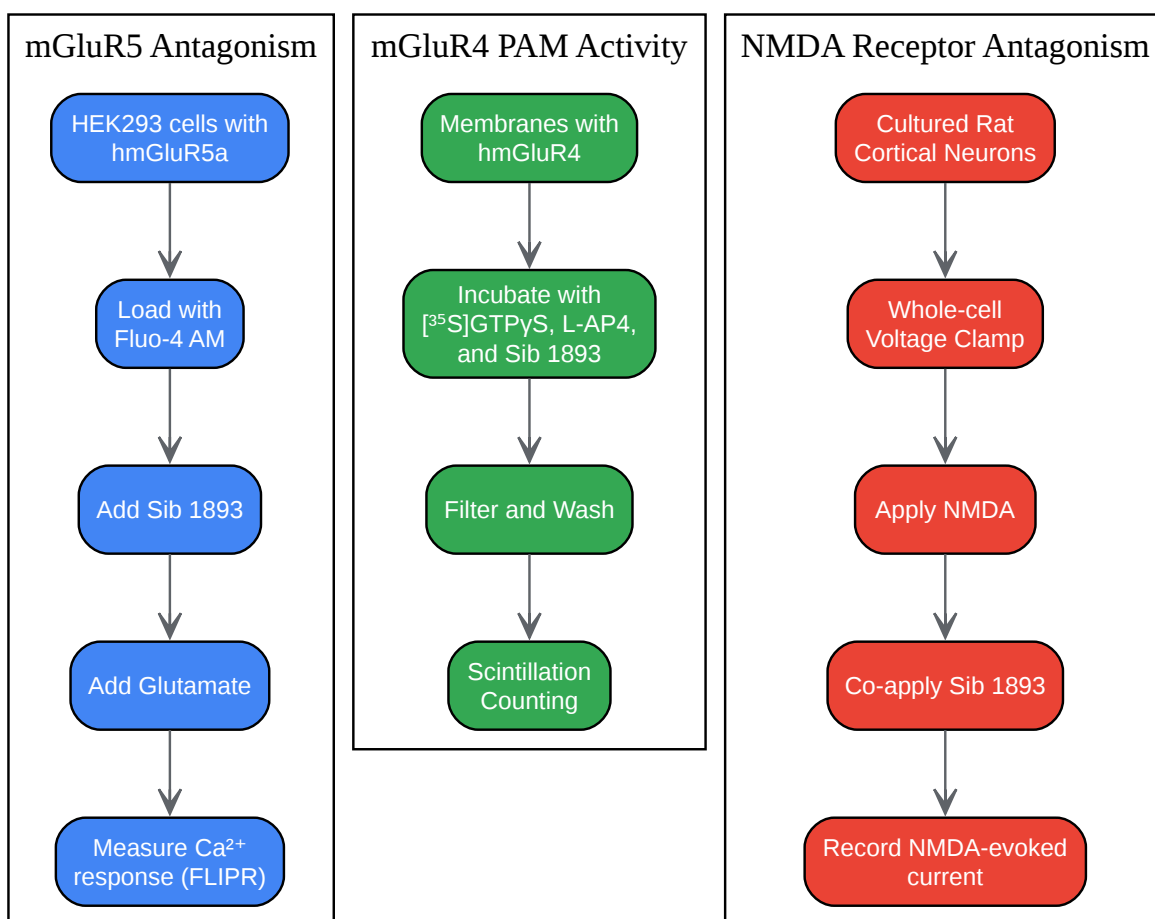 mGluR5 Antagonism
HEK293 cells with
hmGluR5a
Load with
Fluo-4 AM
Add Sib 1893
Add Glutamate
Measure Ca²⁺
response (FLIPR)
mGluR4 PAM Activity
Membranes with
hmGluR4
Incubate with
[³⁵S]GTPγS, L-AP4,
and Sib 1893
Filter and Wash
Scintillation
Counting
NMDA Receptor Antagonism
Cultured Rat
Cortical Neurons
Whole-cell
Voltage Clamp
Apply NMDA
Co-apply Sib 1893
Record NMDA-evoked
current